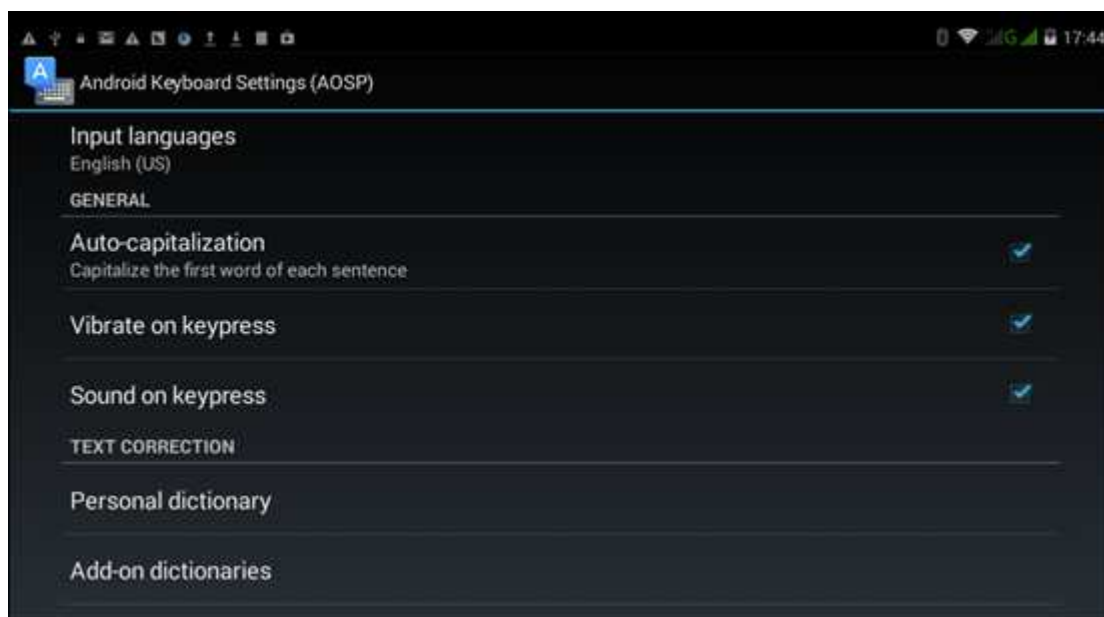 17:44
Android Keyboard Settings (AOSP)
Input languages
English (US)
GENERAL
Auto-capitalization
Capitalize the first word of each sentence
Vibrate on keypress
Sound on keypress
TEXT CORRECTION
Personal dictionary
Add-on dictionaries